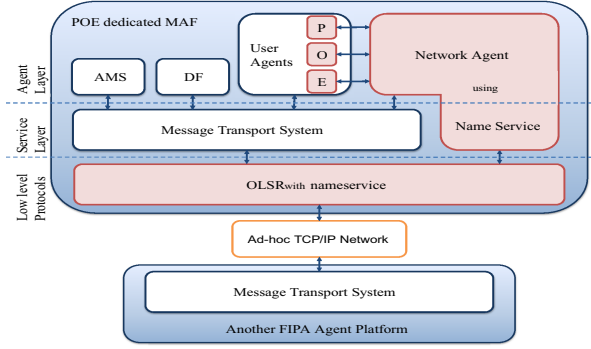 POE dedicated MAF
Agent
Layer
AMS
DF
User
Agents
P
O
E
Network Agent
using
Service
Layer
Message Transport System
Name Service
Low level
Protocols
OLSRwith nameservice
Ad-hoc TCP/IP Network
Message Transport System
Another FIPA Agent Platform